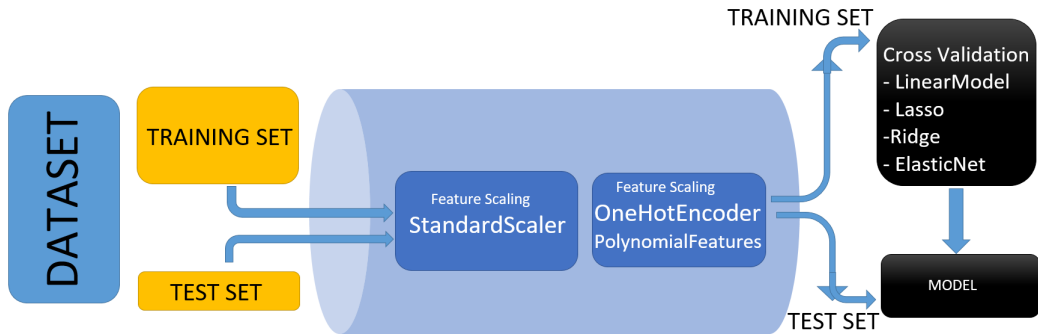 DATASET
TRAINING SET
TEST SET
Feature Scaling
StandardScaler
Feature Scaling
OneHotEncoder
PolynomialFeatures
TRAINING SET
TEST SET
Cross Validation
- LinearModel
- Lasso
-Ridge
- ElasticNet
MODEL